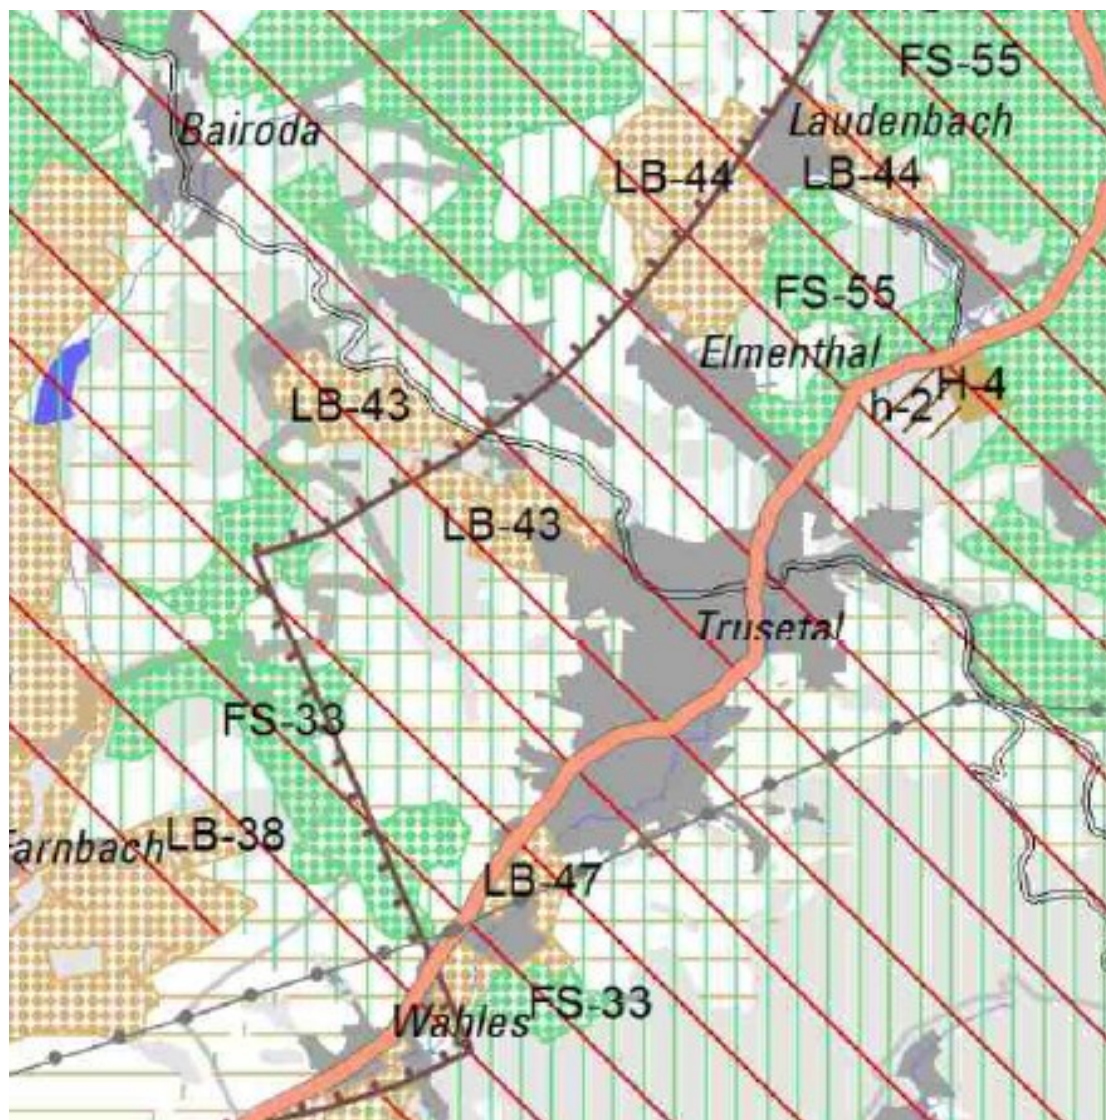 FS-55
Bairoda
Laudenbach
LB-44
LB-44
FS-55
Elmenthal
h-2
H-4
LB-43
LB-43
Trusetal
FS-33
LB-38
LB-47
FS-33
Wahles